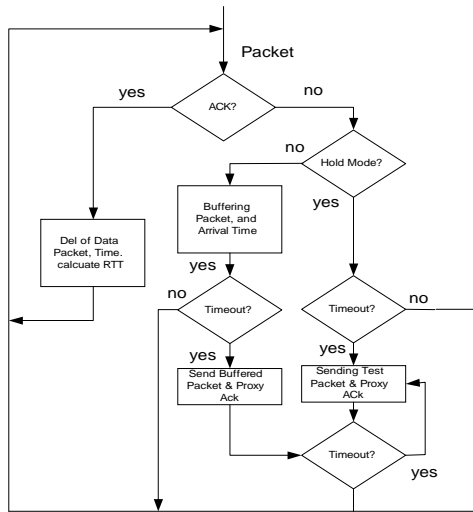 Packet
yes
ACK?
no
no
Hold Mode?
Buffering
Packet, and
Arrival Time
yes
Del of Data
Packet, Time.
calcuate RTT
yes
no
Timeout?
Timeout?
no
yes
yes
Send Buffered
Packet & Proxy
Ack
Sending Test
Packet & Proxy
ACk
Timeout?
yes